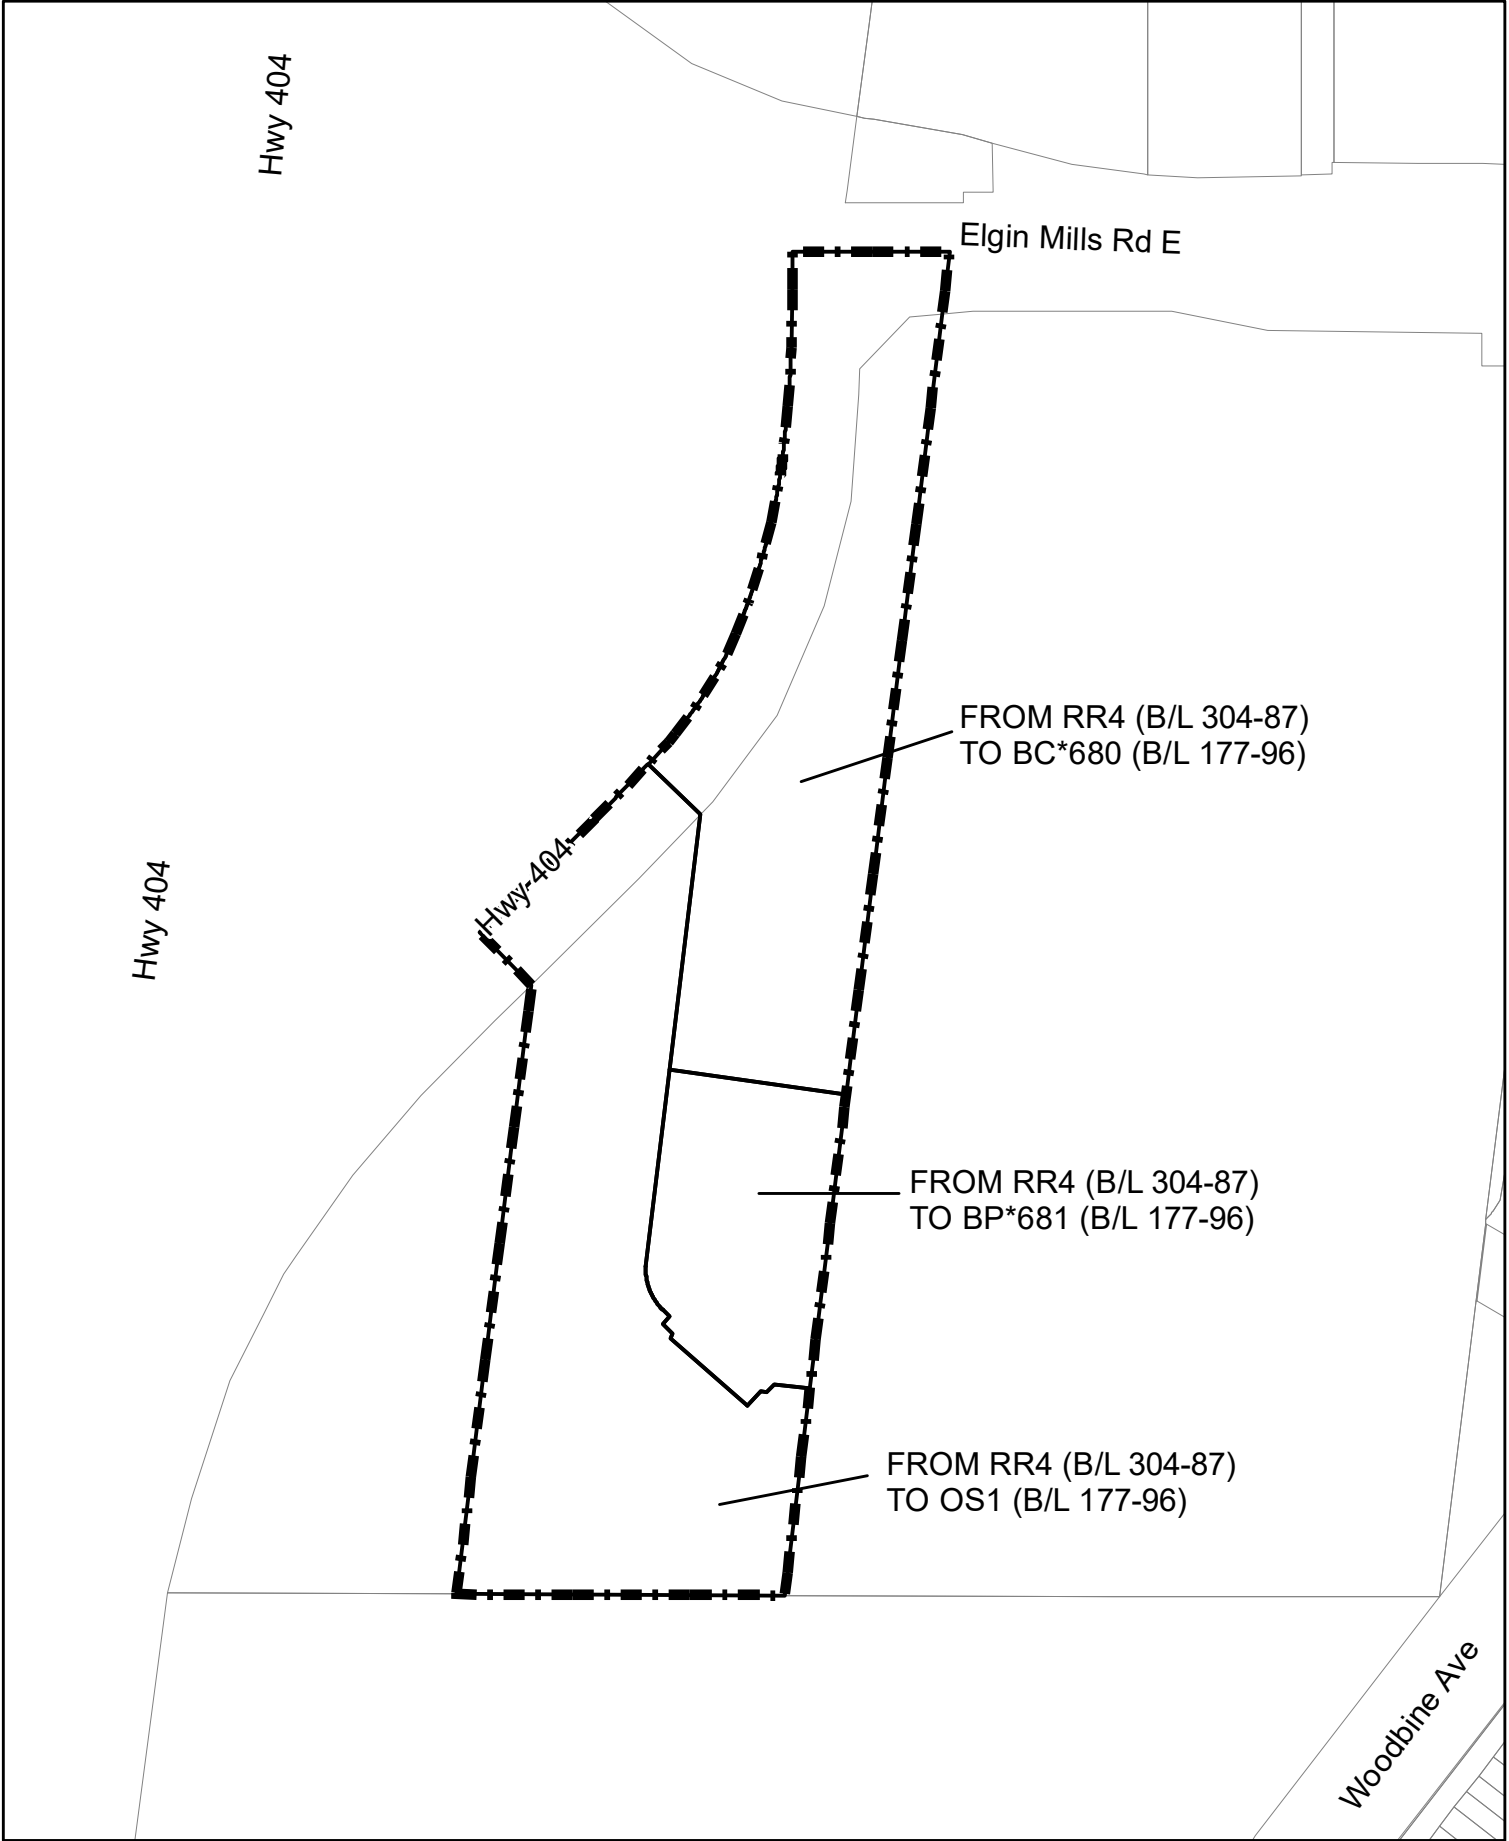 Hwy 404
Elgin Mills Rd E
FROM RR4 (B/L 304-87)
TO BC*680 (B/L 177-96)
Hwy 404
Hwy 404
FROM RR4 (B/L 304-87)
TO BP*681 (B/L 177-96)
FROM RR4 (B/L 304-87)
TO OS1 (B/L 177-96)
Woodbine Ave